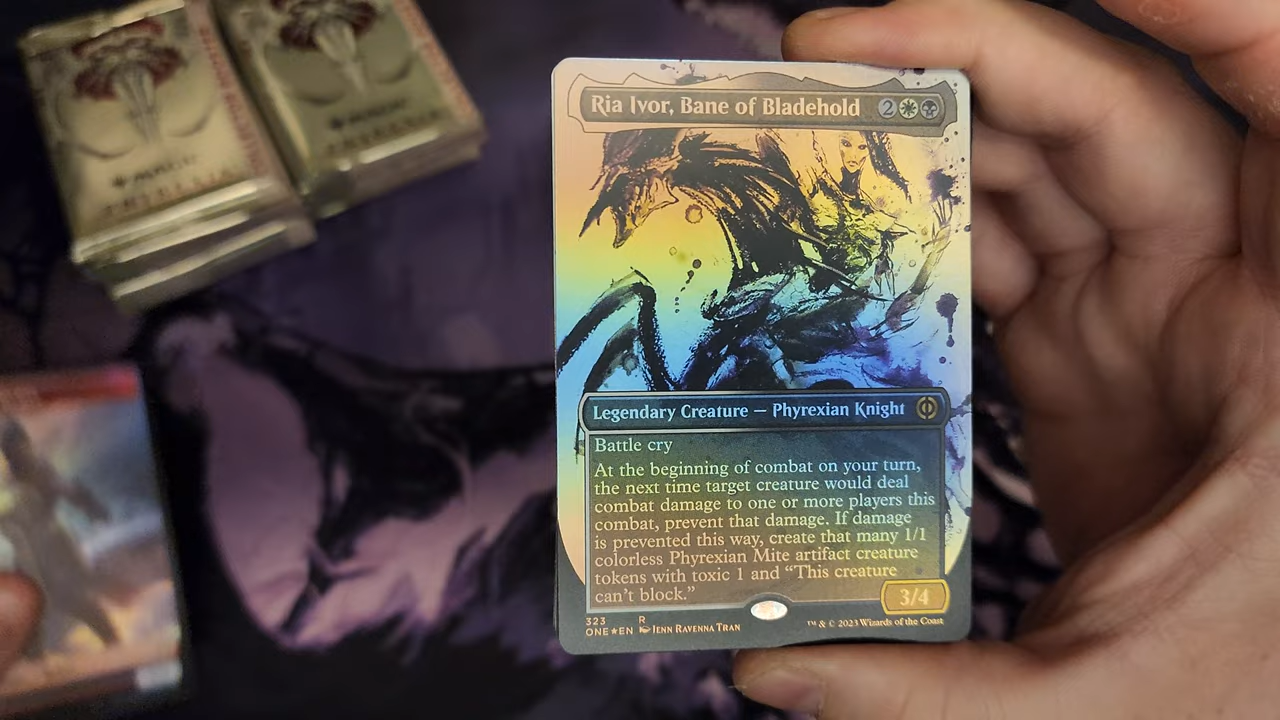 Ria Ivor, Bane of Bladehold 2
Legendary Creature — Phyrexian Knight
Battle cry
At the beginning of combat on your turn,
the next time target creature would deal
combat damage to one or more players this
combat, prevent that damage. If damage
is prevented this way, create that many 1/1
colorless Phyrexian Mite artifact creature
tokens with toxic 1 and “This creature
can't block.”
3/4
323 R
ONE★EN Jenn Ravenna Tran
™ & © 2023 Wizards of the Coast